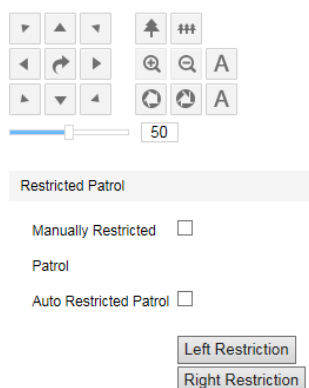 A
A
50
Restricted Patrol
Manually Restricted
Patrol
Auto Restricted Patrol
Left Restriction
Right Restriction